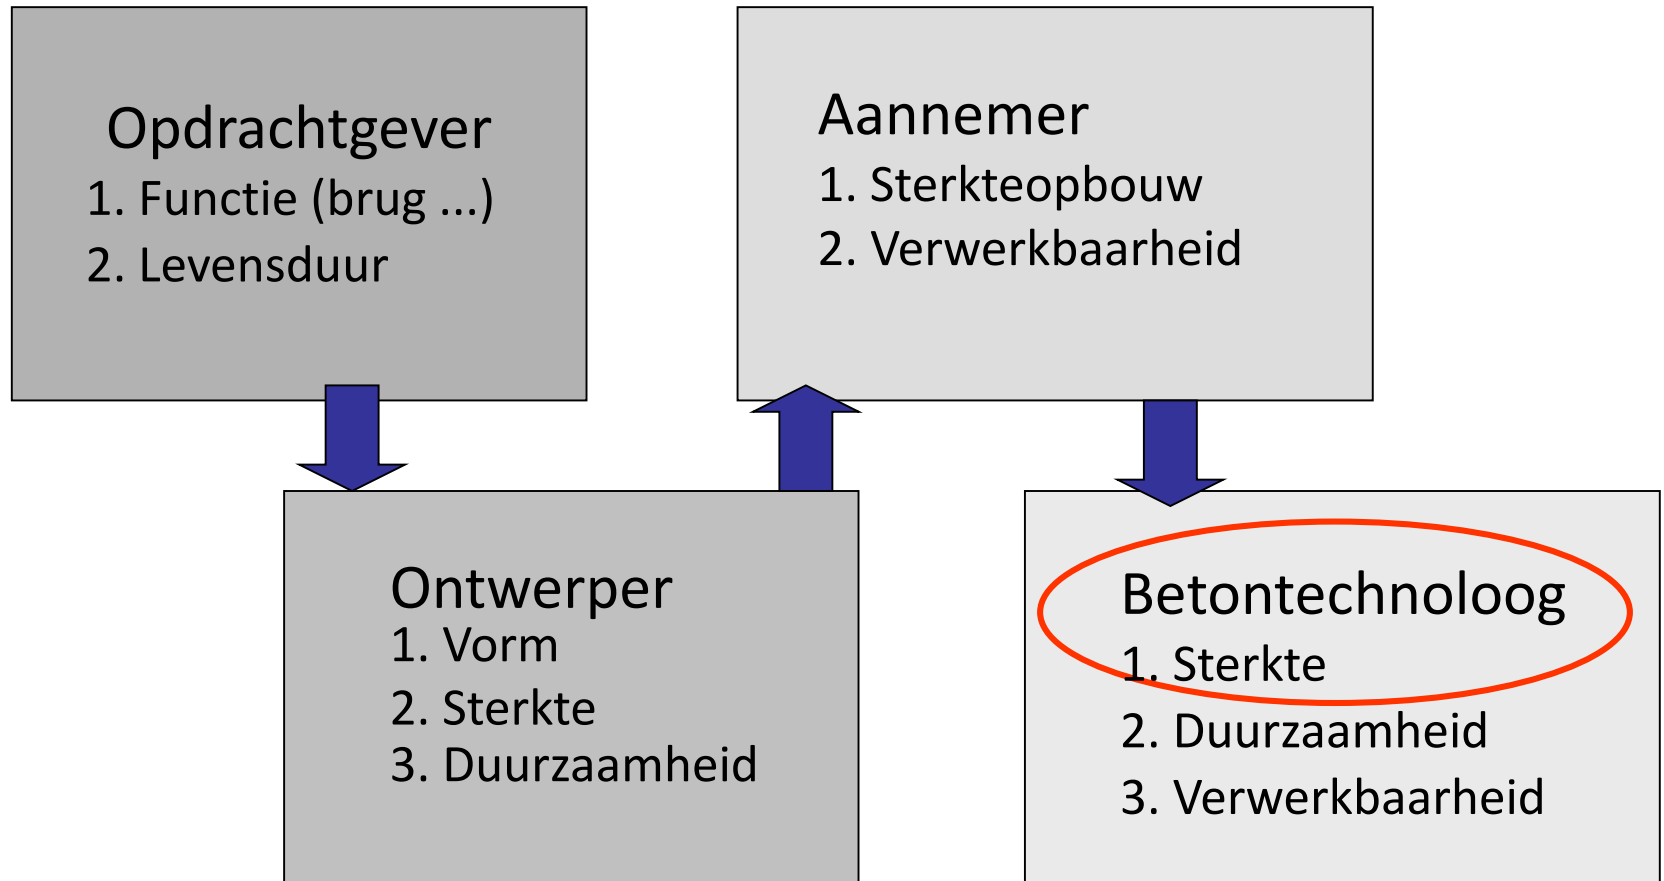 Opdrachtgever
1. Functie (brug ...)
2. Levensduur
Aannemer
1. Sterkteopbouw
2. Verwerkbaarheid
Ontwerper
1. Vorm
2. Sterkte
3. Duurzaamheid
Betontechnoloog
1. Sterkte
2. Duurzaamheid
3. Verwerkbaarheid